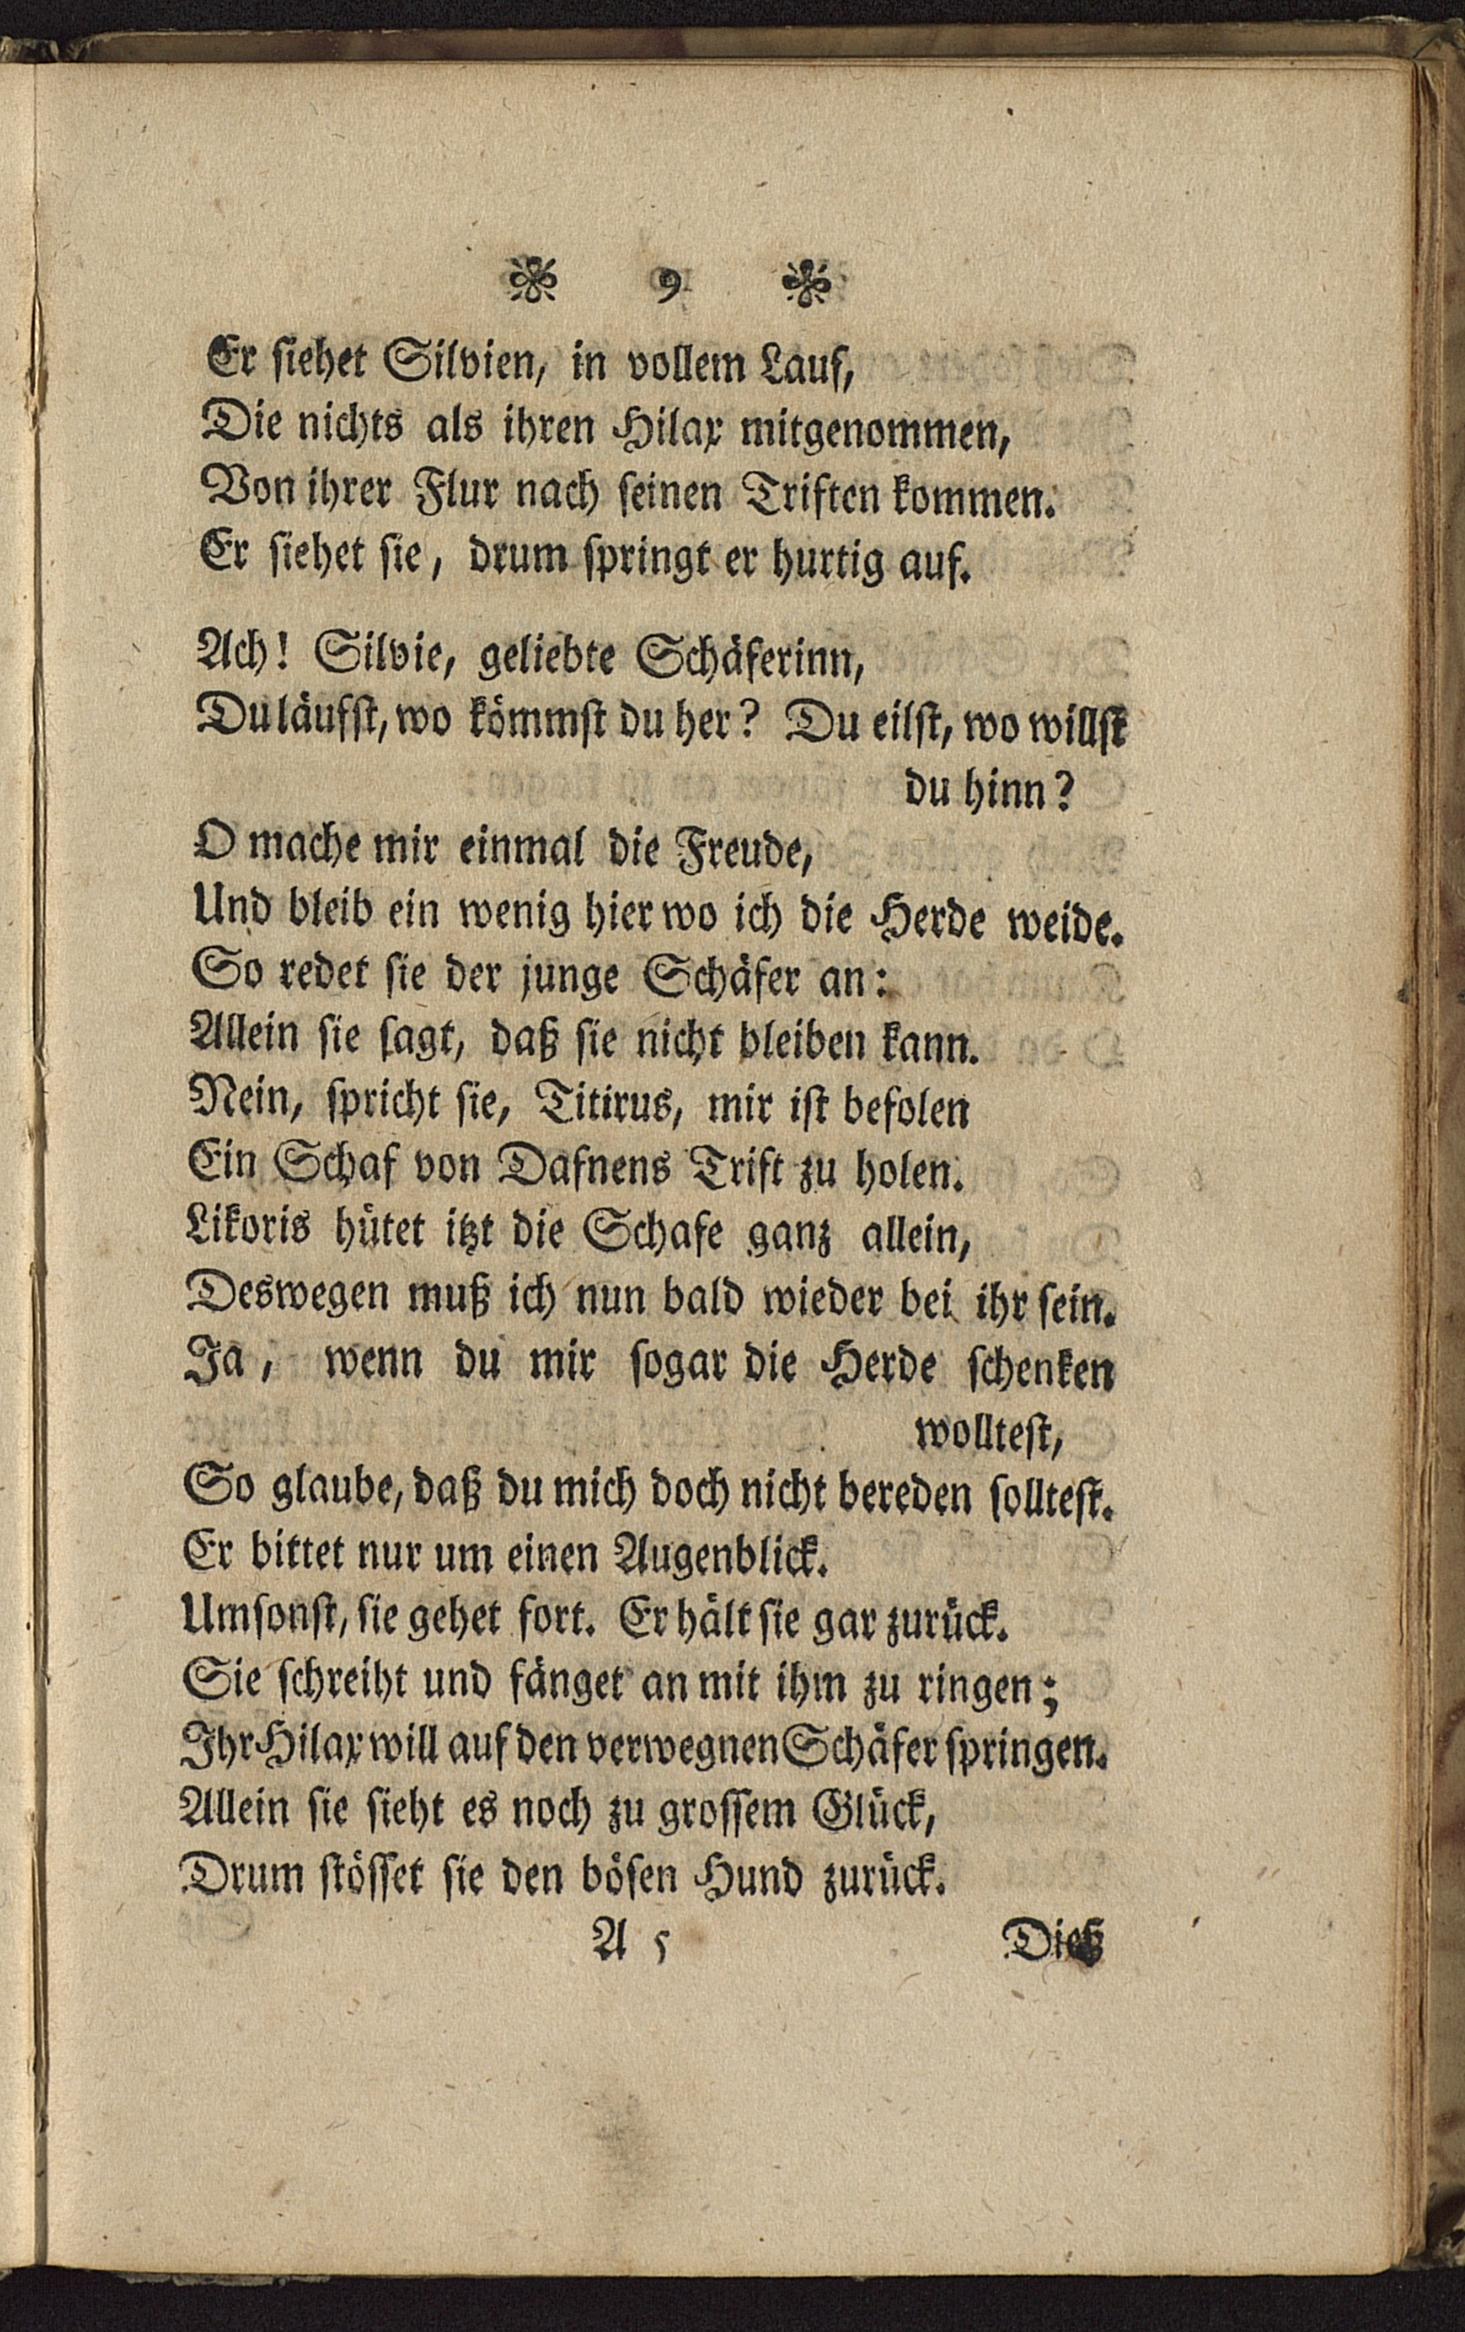 9
Er siehet Silvien, in vollem Lauf,
Die nichts als ihren Hilax mitgenommen,
Von ihrer Flur nach seinen Triften kommen.
Er siehet sie, drum springt er hurtig auf.
Ach! Silvie, geliebte Schäferinn,
Du läufst, wo kömmst du her? Du eilst, wo willst
du hinn?
O mache mir einmal die Freude,
Und bleib ein wenig hier wo ich die Herde weide.
So redet sie der junge Schäfer an:
Allein sie sagt, daß sie nicht bleiben kann.
Nein, spricht sie, Titirus, mir ist befolen
Ein Schaf von Dafnens Trift zu holen.
Likoris hütet itzt die Schafe ganz allein,
Deswegen muß ich nun bald wieder bei ihr sein.
Ja, wenn du mir sogar die Herde schenken
wolltest,
So glaube, daß du mich doch nicht bereden solltest.
Er bittet nur um einen Augenblick.
Umsonst, sie gehet fort. Er hält sie gar zurück.
Sie schreiht und fänget an mit ihm zu ringen;
Ihr Hilax will auf den verwegnen Schäfer springen.
Allein sie sieht es noch zu grossem Glück,
Drum stösset sie den bösen Hund zurück.
A 5 Dieß